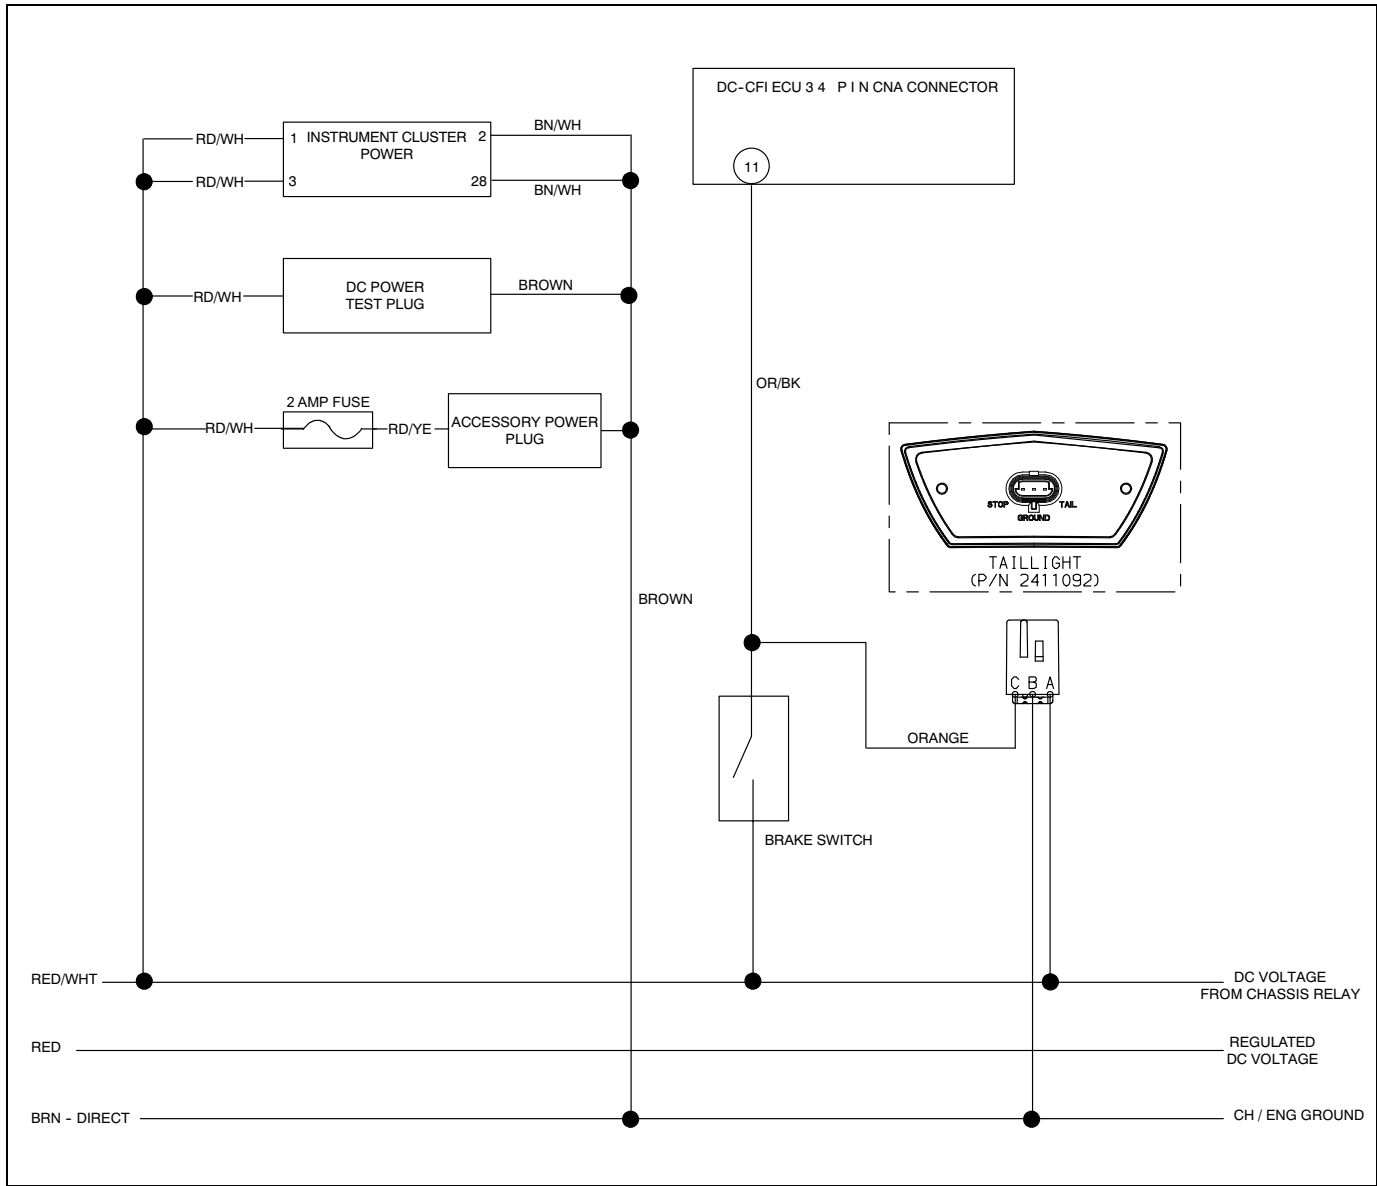 DC-CFI ECU 3 4 P I N CNA CONNECTOR
11
RD/WH
1
INSTRUMENT CLUSTER
POWER
2
BN/WH
RD/WH
3
28
BN/WH
RD/WH
DC POWER
TEST PLUG
BROWN
OR/BK
2 AMP FUSE
RD/WH
RD/YE
ACCESSORY POWER
PLUG
STOP
TAIL
GROUND
TAILLIGHT
(P/N 2411092)
BROWN
C B A
ORANGE
BRAKE SWITCH
RED/WHT
DC VOLTAGE
FROM CHASSIS RELAY
RED
REGULATED
DC VOLTAGE
BRN - DIRECT
CH / ENG GROUND